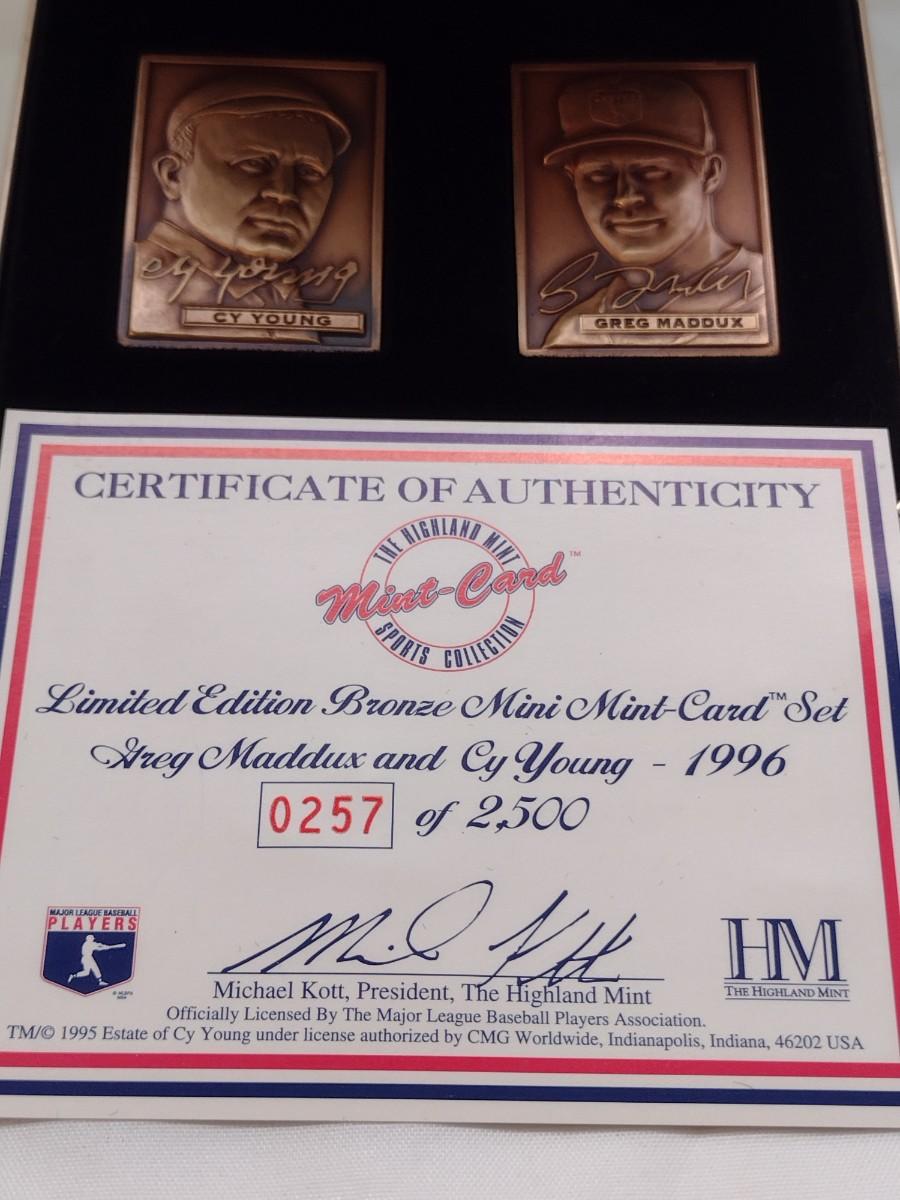 Cy Young
CY YOUNG
GREG MADDUX
CERTIFICATE OF AUTHENTICITY
THE HIGHLAND MINT
Mint-Card™
SPORTS COLLECTION
Limited Edition Bronze Mini Mint-Card™ Set
Greg Maddux and Cy Young - 1996
0257 of 2,500
MAJOR LEAGUE BASEBALL
PLAYERS
HM
THE HIGHLAND MINT
Michael Kott, President, The Highland Mint
Officially Licensed By The Major League Baseball Players Association.
TM/© 1995 Estate of Cy Young under license authorized by CMG Worldwide, Indianapolis, Indiana, 46202 USA